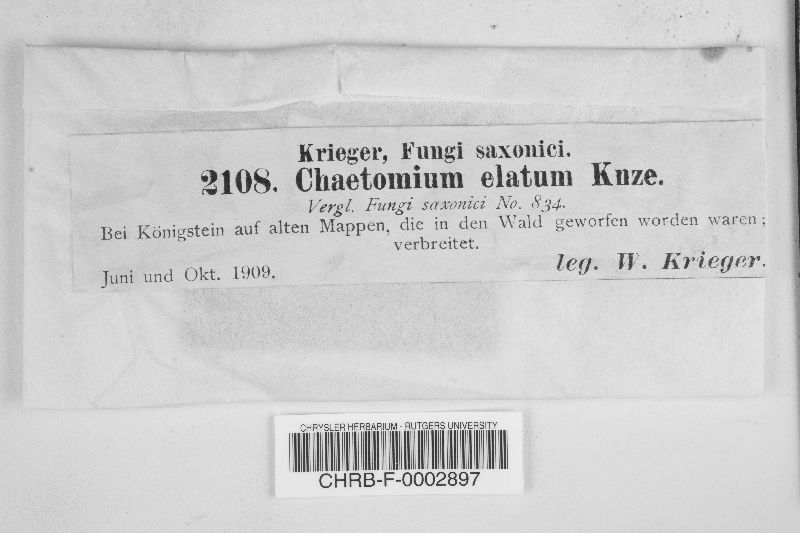 Krieger, Fungi saxonici.
2108. Chaetomium elatum Knze.
Vergl. Fungi saxonici No. 834.
Bei Königstein auf alten Mappen, die in den Wald geworfen worden waren;
verbreitet.
Juni und Okt. 1909.
leg. W. Krieger.
CHRYSLER HERBARIUM - RUTGERS UNIVERSITY
CHRB-F-0002897